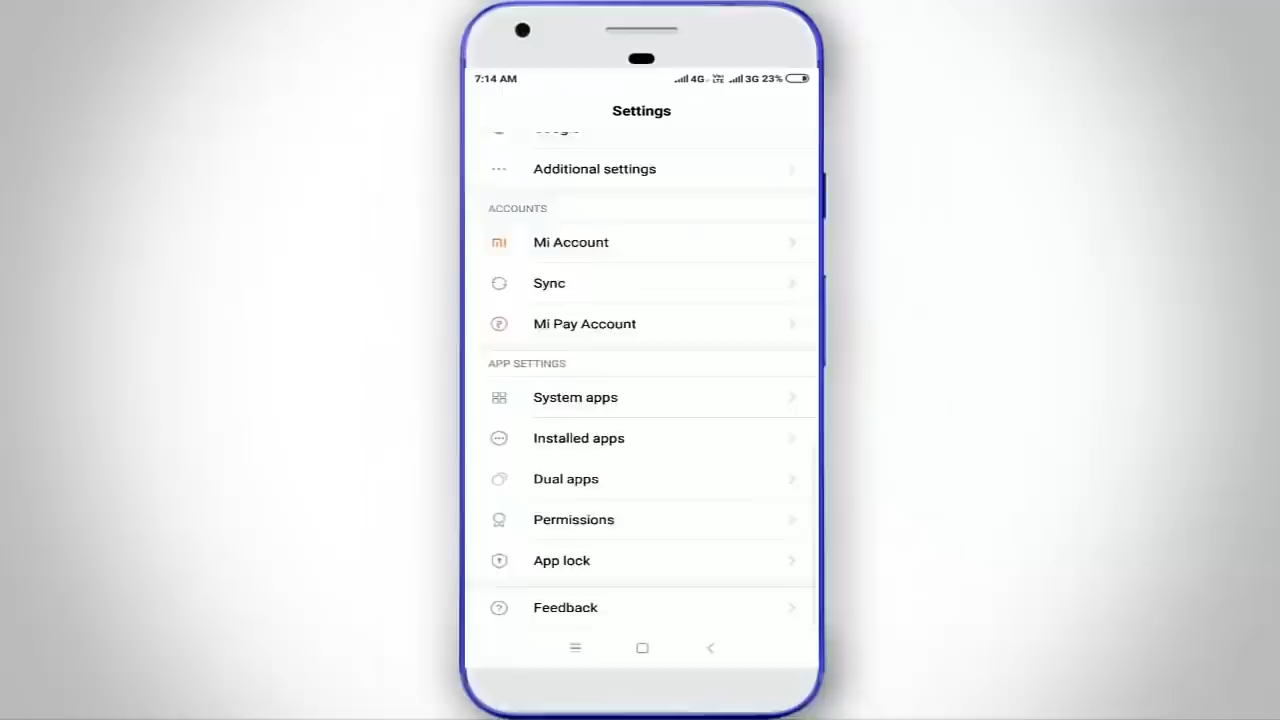 7:14 AM
4G VoLTE 3G 23%
Settings
Additional settings
ACCOUNTS
Mi Account
Sync
Mi Pay Account
APP SETTINGS
System apps
Installed apps
Dual apps
Permissions
App lock
Feedback